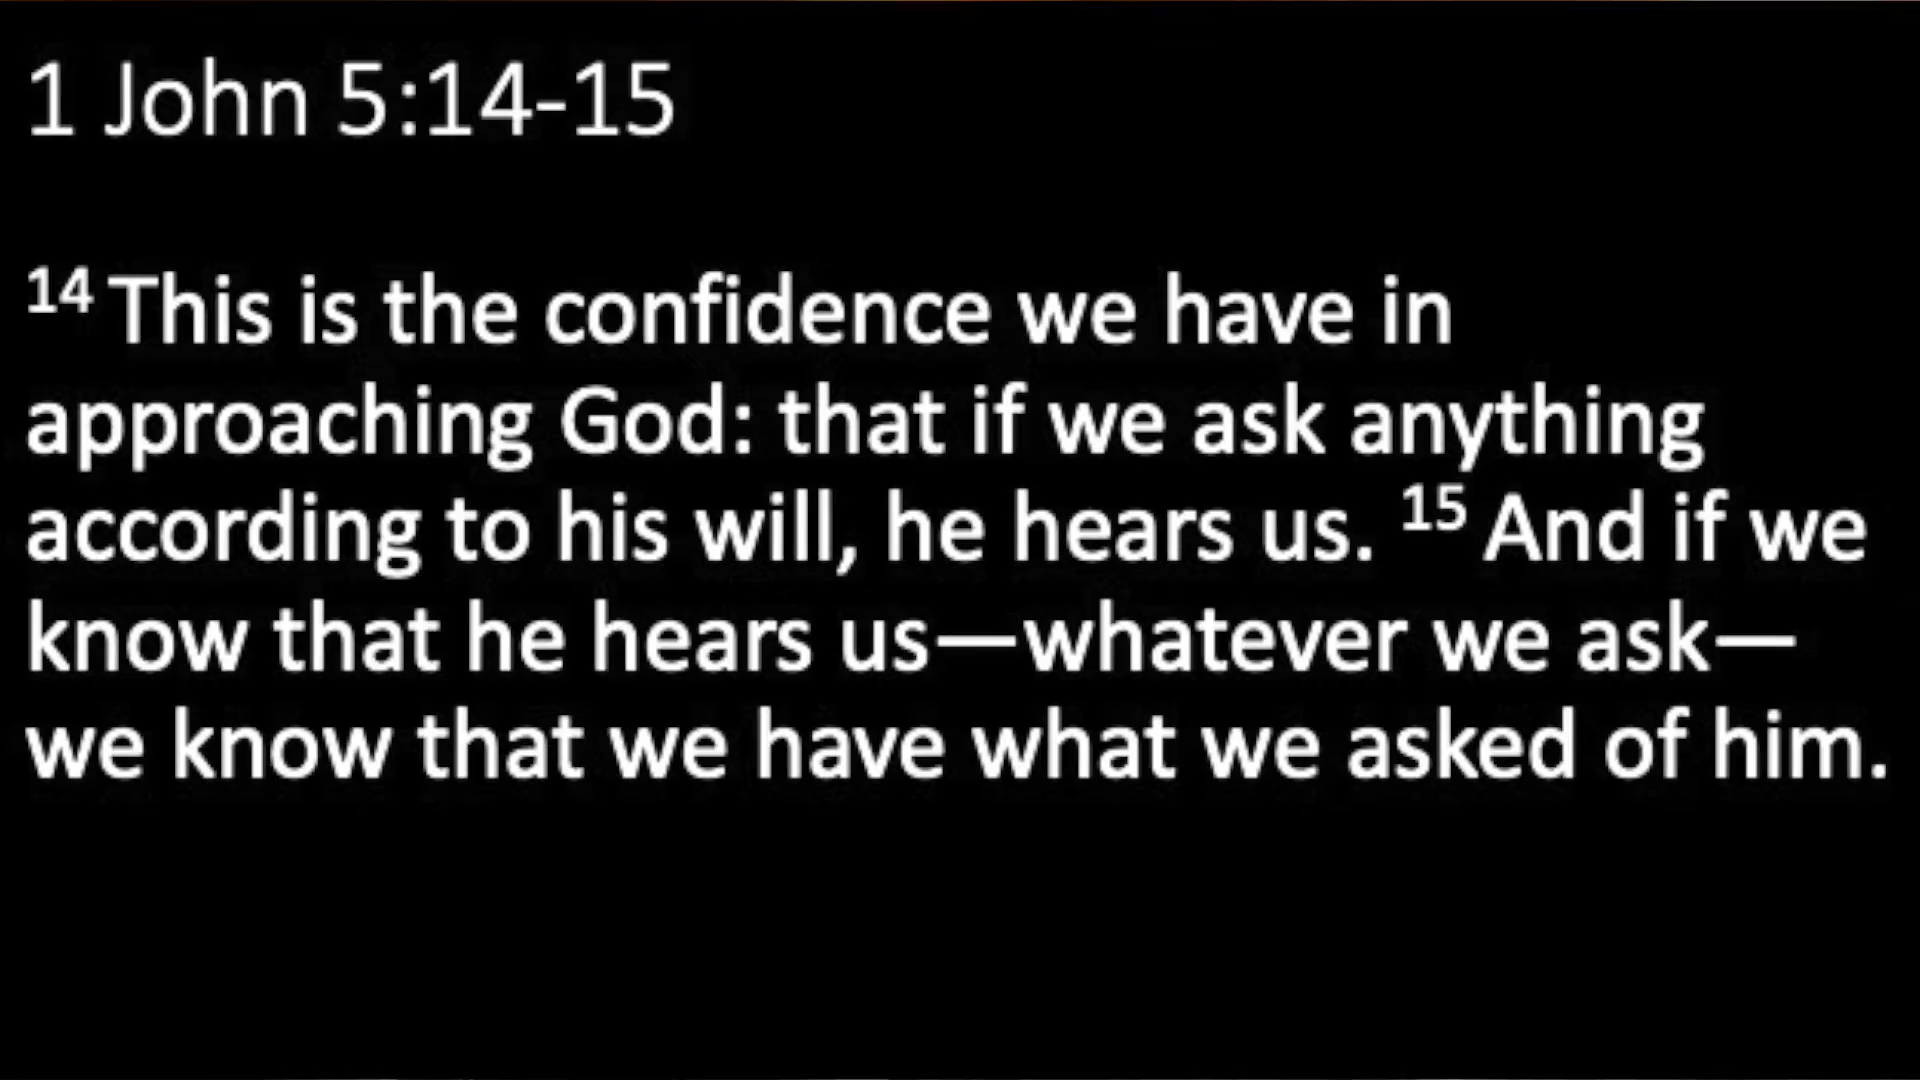 1 John 5:14-15
14 This is the confidence we have in
approaching God: that if we ask anything
according to his will, he hears us. 15 And if we
know that he hears us—whatever we ask—
we know that we have what we asked of him.